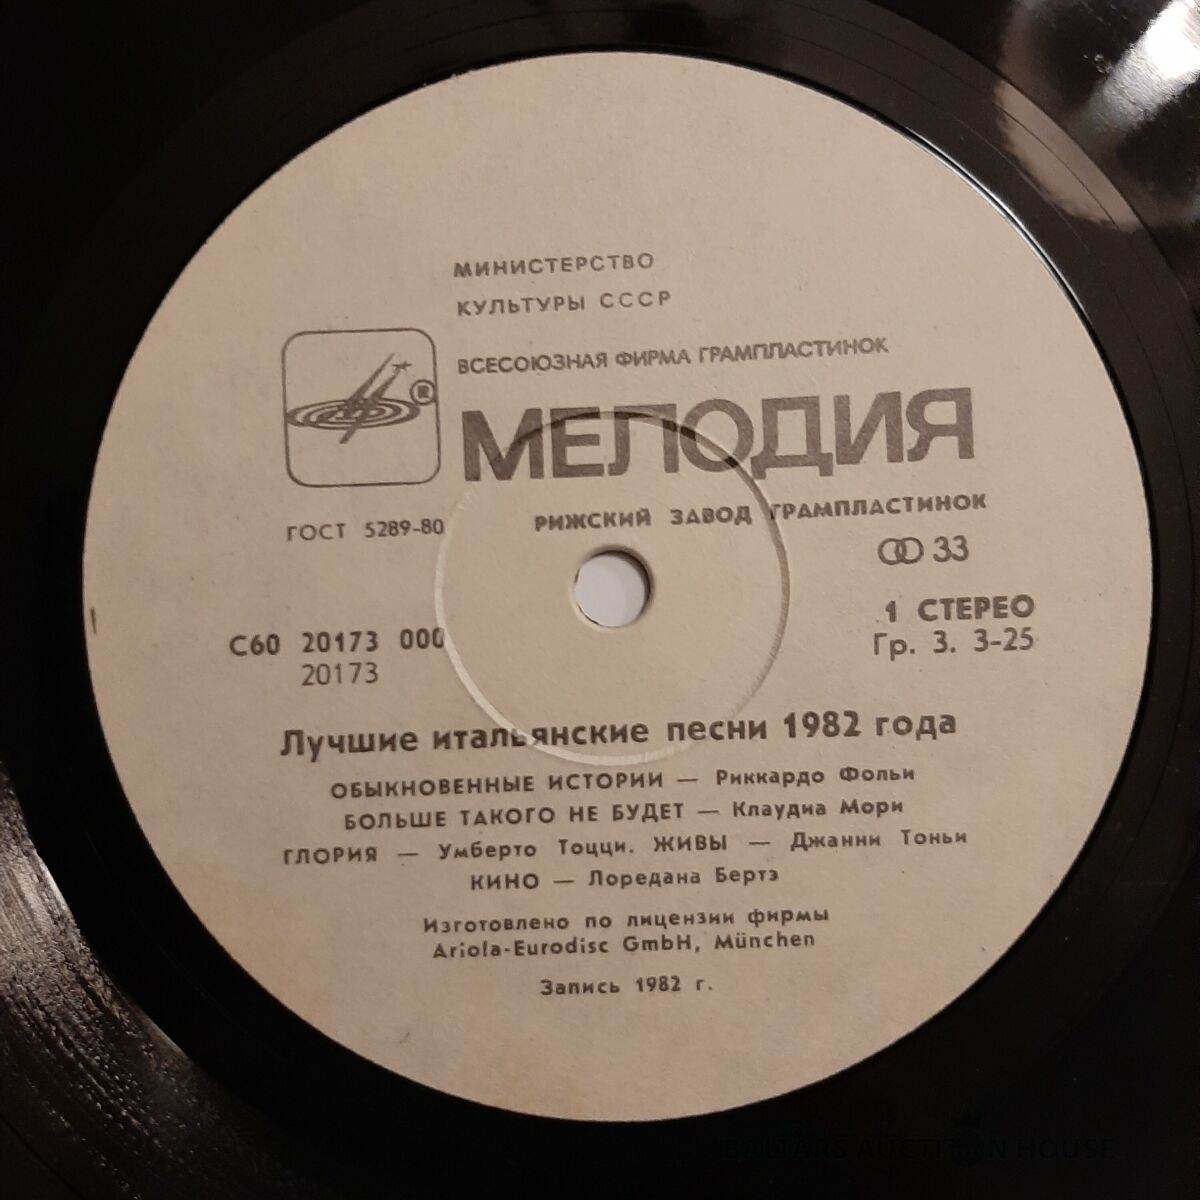 МИНИСТЕРСТВО
КУЛЬТУРЫ СССР
ВСЕСОЮЗНАЯ ФИРМА ГРАМПЛАСТИНОК
МЕЛОДИЯ
®
ГОСТ 5289-80
РИЖСКИЙ ЗАВОД ГРАМПЛАСТИНОК
33
1 СТЕРЕО
С60 20173 000
Гр. 3. 3-25
20173
Лучшие итальянские песни 1982 года
ОБЫКНОВЕННЫЕ ИСТОРИИ — Риккардо Фольи
БОЛЬШЕ ТАКОГО НЕ БУДЕТ — Клаудиа Мори
ГЛОРИЯ — Умберто Тоцци. ЖИВЫ — Джанни Тоньи
КИНО — Лоредана Бертэ
Изготовлено по лицензии фирмы
Ariola-Eurodisc GmbH, München
Запись 1982 г.
BALTARS AUCTION HOUSE